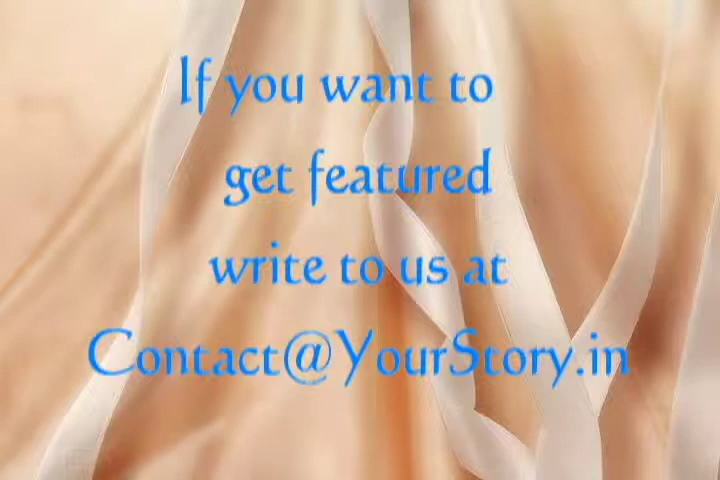 If you want to
get featured
write to us at
Contact@YourStory.in